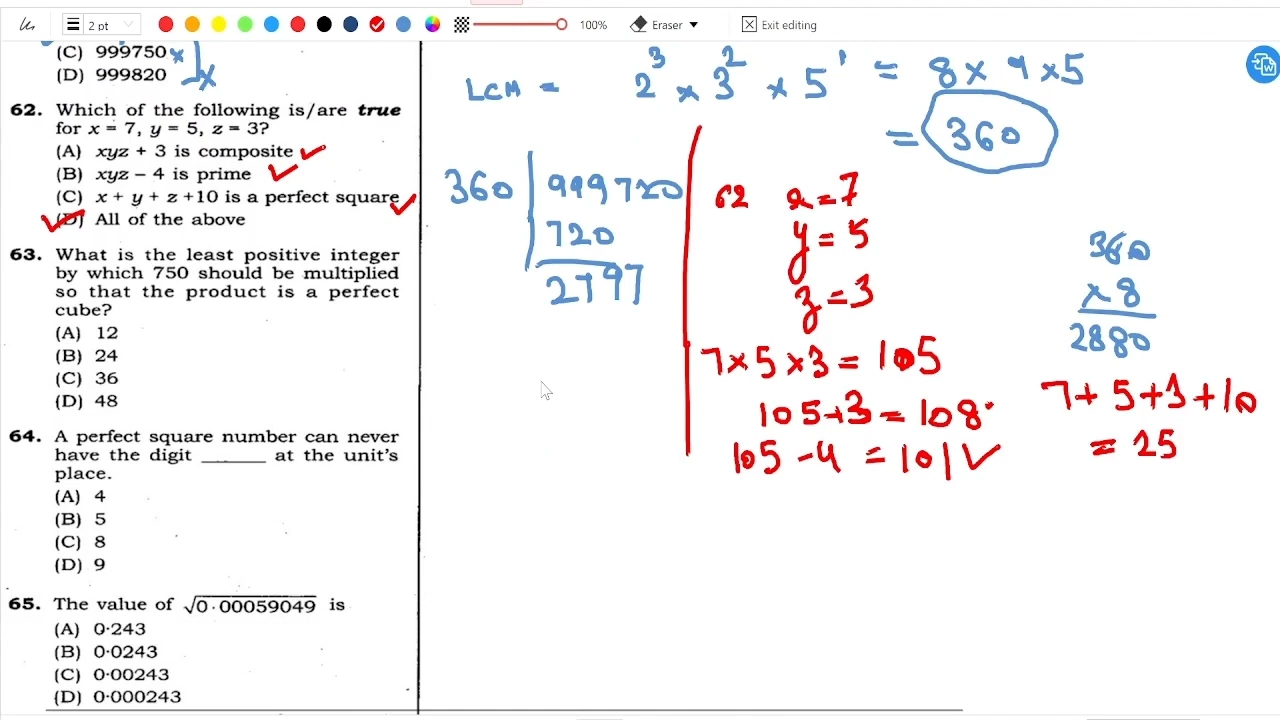 2 pt
100%
Eraser
Exit editing
(C) 999750 x
(D) 999820 x
62. Which of the following is/are true
for x = 7, y = 5, z = 3?
(A) xyz + 3 is composite
(B) xyz − 4 is prime
(C) x + y + z +10 is a perfect square
(D) All of the above
63. What is the least positive integer
by which 750 should be multiplied
so that the product is a perfect
cube?
(A) 12
(B) 24
(C) 36
(D) 48
64. A perfect square number can never
have the digit ______ at the unit's
place.
(A) 4
(B) 5
(C) 8
(D) 9
65. The value of √0·00059049 is
(A) 0·243
(B) 0·0243
(C) 0·00243
(D) 0·000243
LCM = 2³ × 3² × 5¹ = 8 × 9 × 5
= 360
360 999720
720
2797
62 x = 7
y = 5
z = 3
7 × 5 × 3 = 105
105 + 3 = 108
105 − 4 = 101 ✓
360
× 8
2880
7 + 5 + 3 + 10
= 25